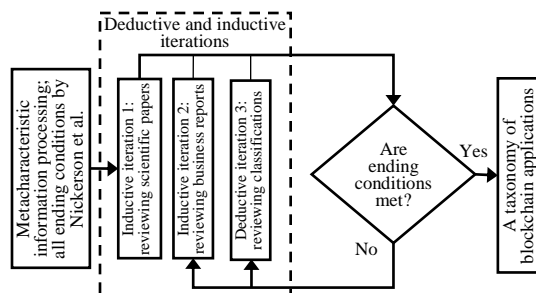 Deductive and inductive
iterations
Metacharacteristic
information processing;
all ending conditions by
Nickerson et al.
Inductive iteration 1:
reviewing scientific papers
Inductive iteration 2:
reviewing business reports
Deductive iteration 3:
reviewing classifications
Are
ending
conditions
met?
Yes
No
A taxonomy of
blockchain applications